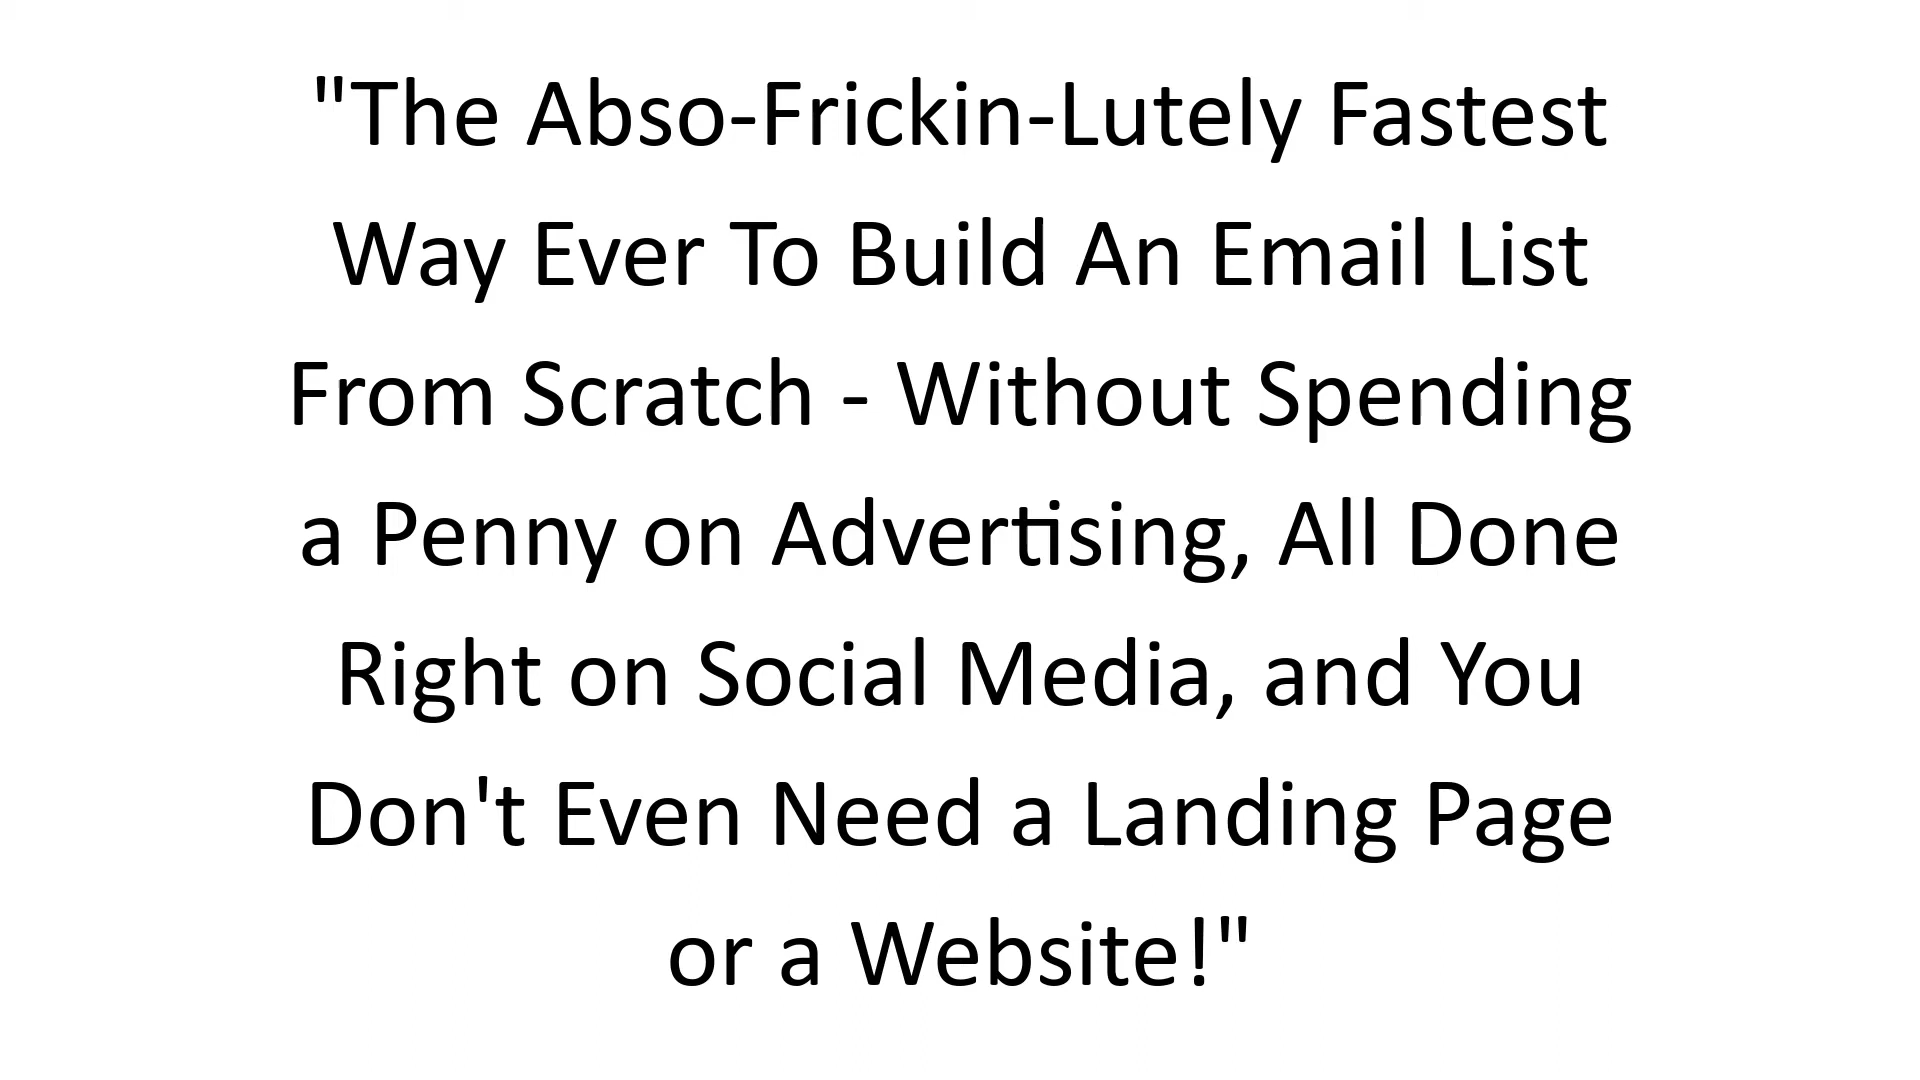 "The Abso-Frickin-Lutely Fastest
Way Ever To Build An Email List
From Scratch - Without Spending
a Penny on Advertising, All Done
Right on Social Media, and You
Don't Even Need a Landing Page
or a Website!"